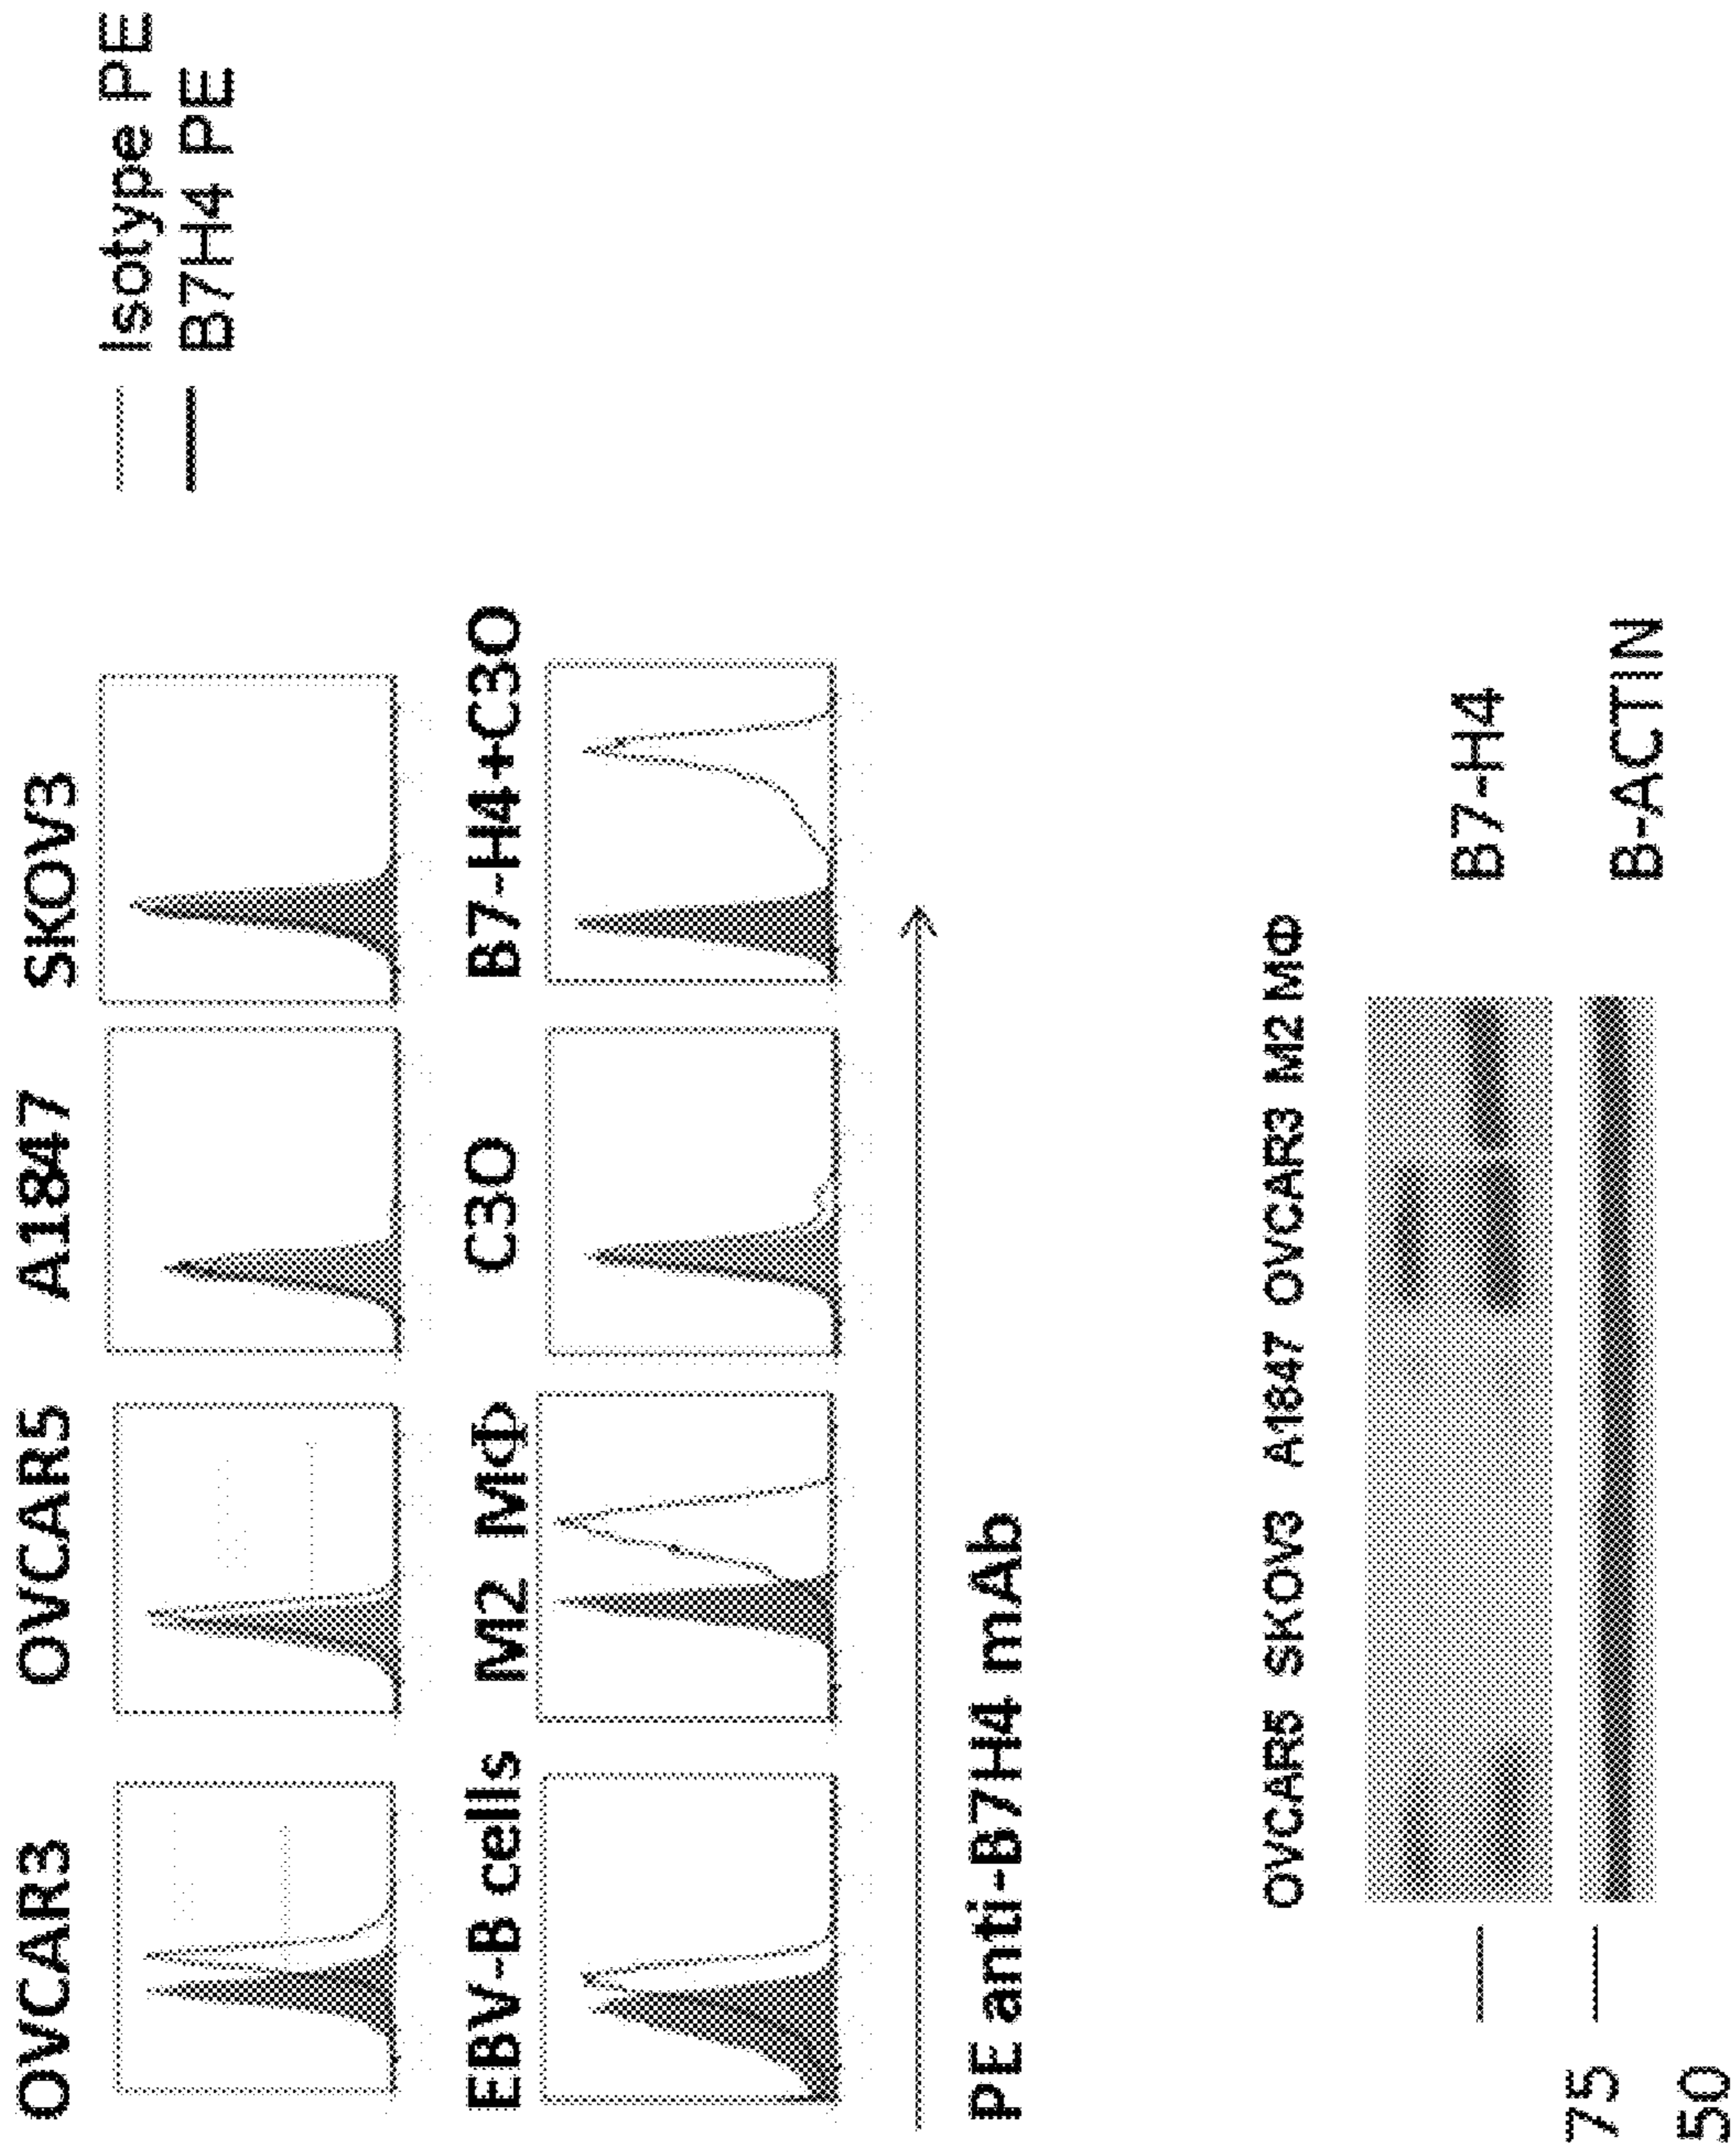 OVCAR3 OVCAR5 A1847 SKOV3
Isotype PE
B7H4 PE
EBV-B cells M2 MΦ C30 B7-H4+C30
PE anti-B7H4 mAb
OVCAR5 SKOV3 A1847 OVCAR3 M2 MΦ
B7-H4
75
B-ACTIN
50